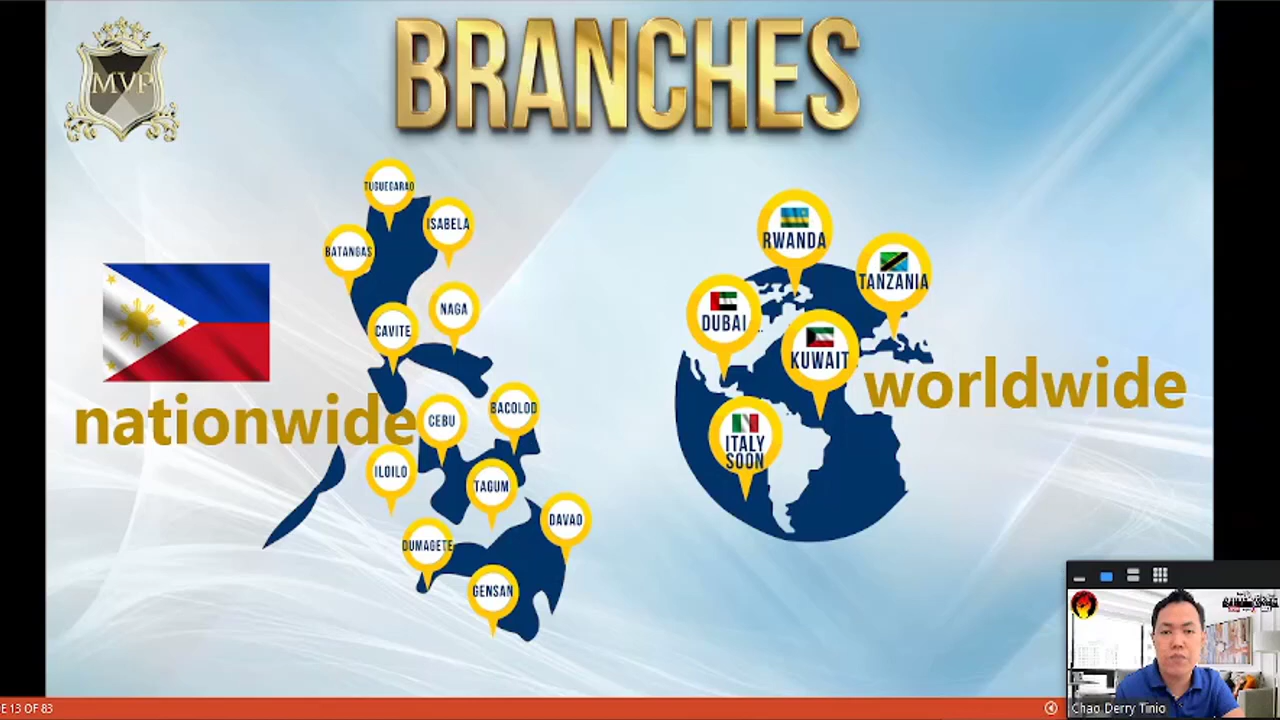 MVP
BRANCHES
TUGUEGARAO
ISABELA
BATANGAS
NAGA
CAVITE
nationwide
CEBU
BACOLOD
ILOILO
TAGUM
DAVAO
DUMAGETE
GENSAN
RWANDA
TANZANIA
DUBAI
KUWAIT
worldwide
ITALY
SOON
E 13 OF 83
Chao Derry Tinio